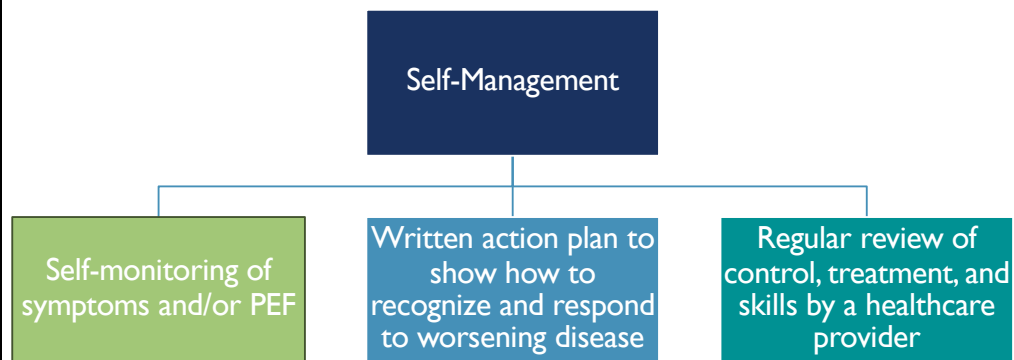 Self-Management
Self-monitoring of
symptoms and/or PEF
Written action plan to
show how to
recognize and respond
to worsening disease
Regular review of
control, treatment, and
skills by a healthcare
provider